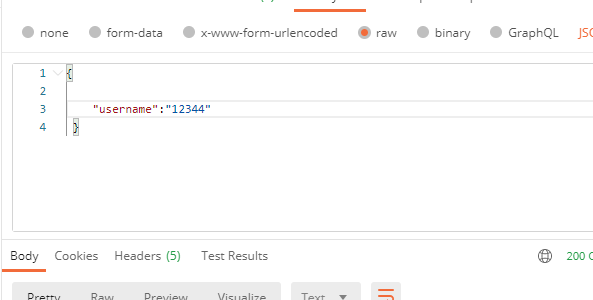 none form-data x-www-form-urlencoded raw binary GraphQL
1 {
2
3 "username":"12344"
4 }
Body Cookies Headers (5) Test Results 200
Pretty Raw Preview Visualize Text